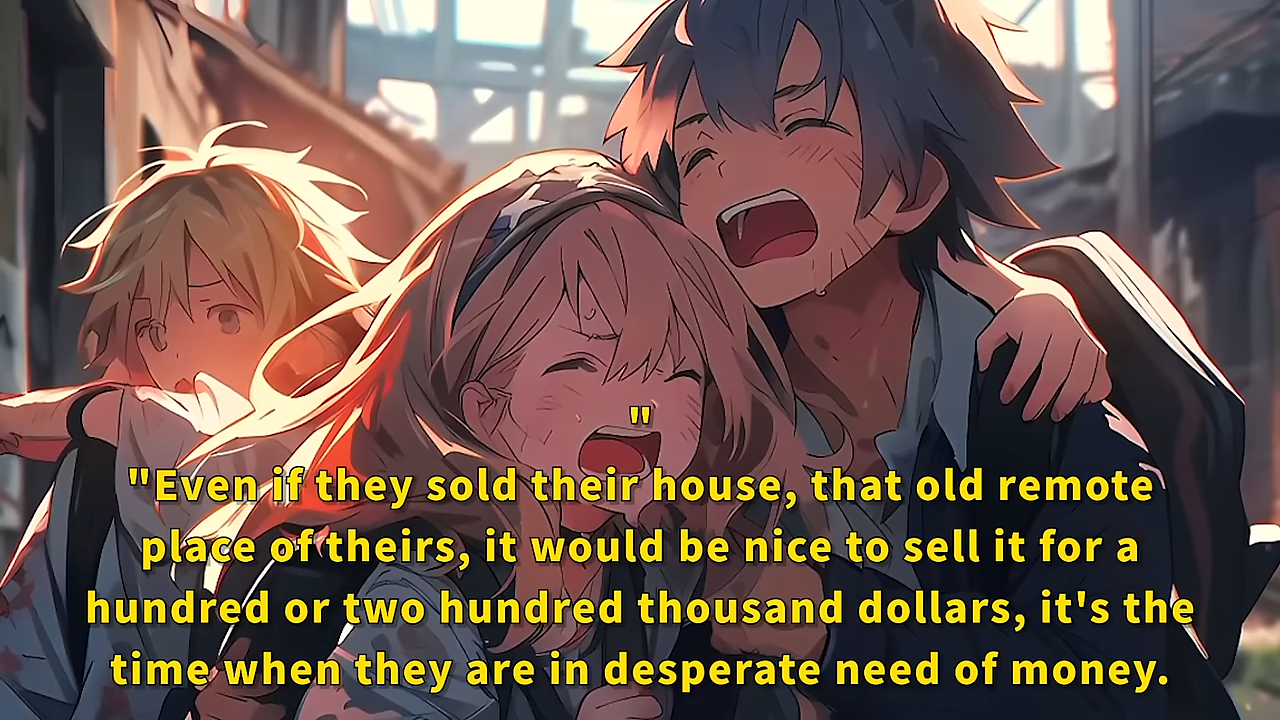 "
"Even if they sold their house, that old remote
place of theirs, it would be nice to sell it for a
hundred or two hundred thousand dollars, it's the
time when they are in desperate need of money.